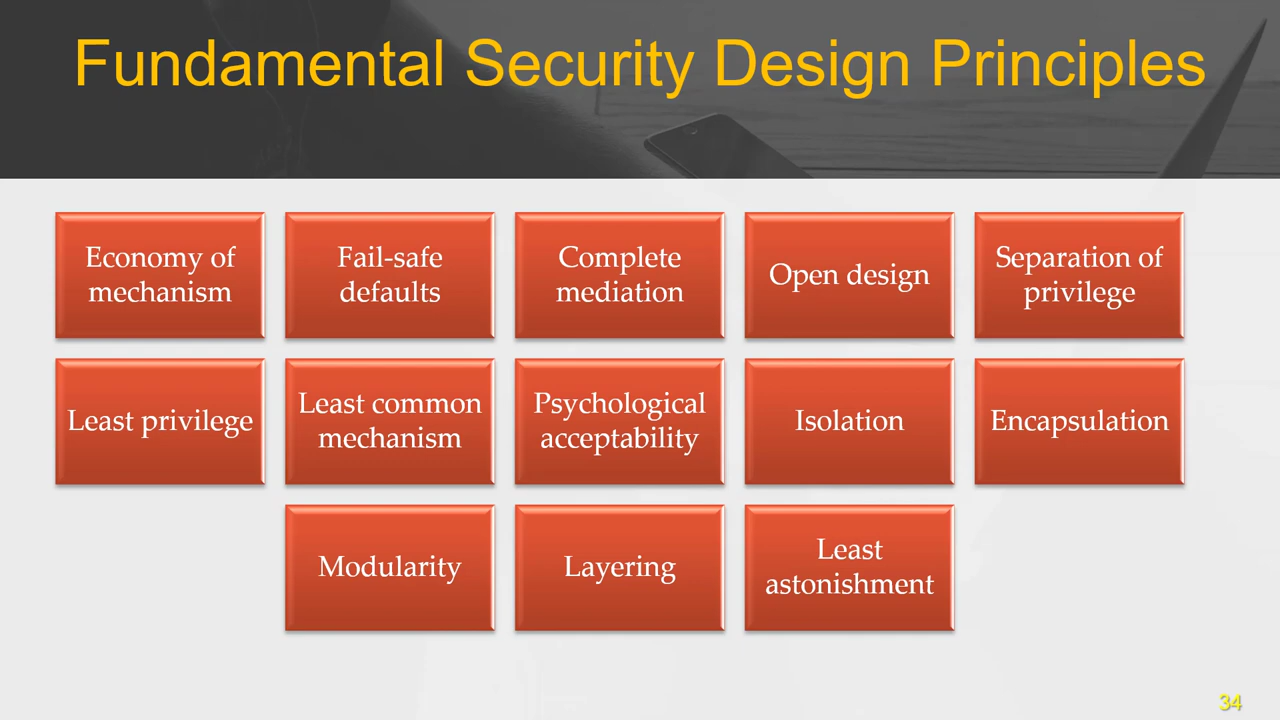 Fundamental Security Design Principles
Economy of
mechanism
Fail-safe
defaults
Complete
mediation
Open design
Separation of
privilege
Least privilege
Least common
mechanism
Psychological
acceptability
Isolation
Encapsulation
Modularity
Layering
Least
astonishment
34